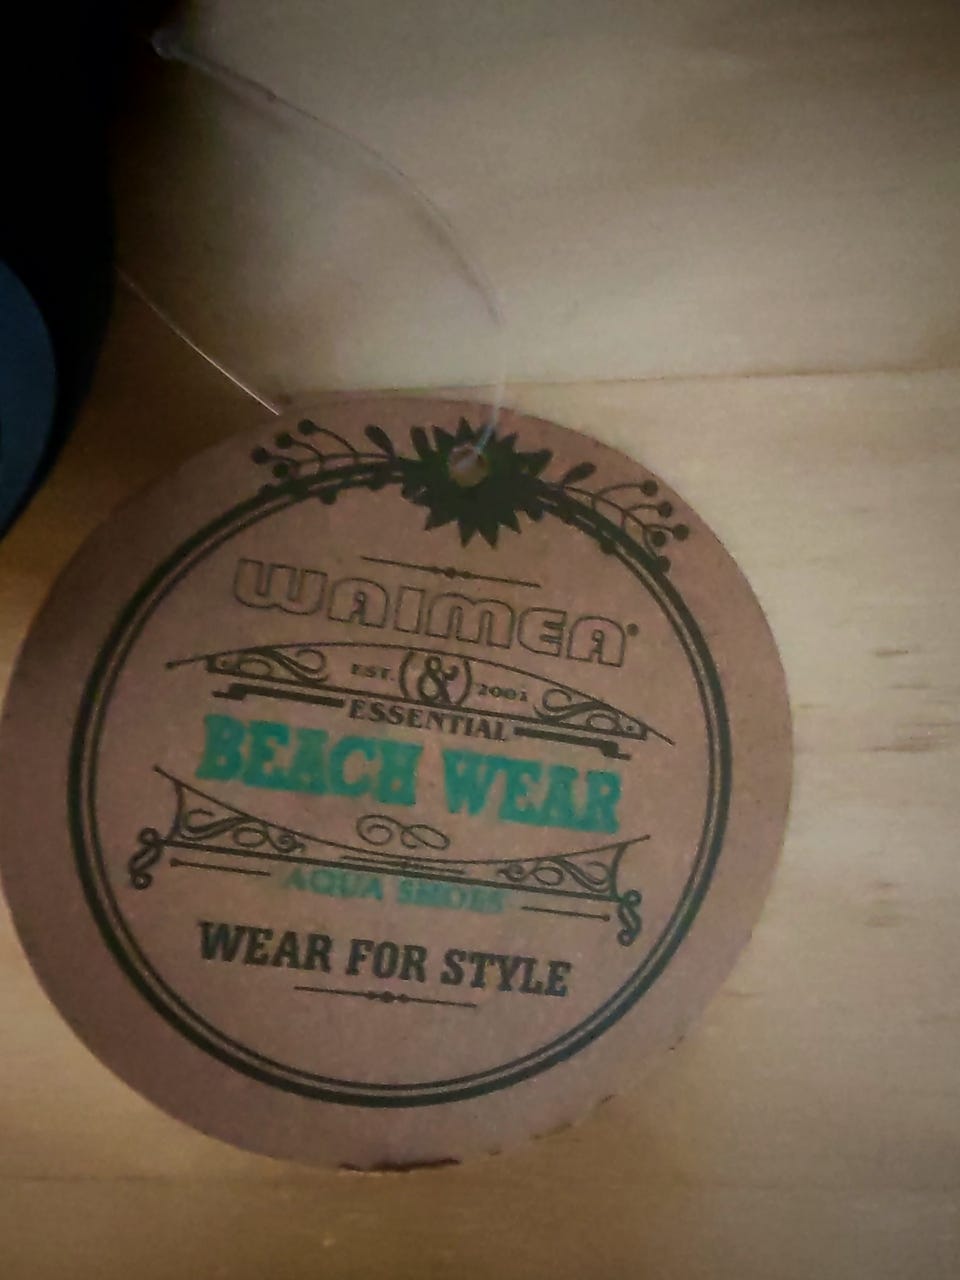 WAIMEA®
EST. (&) 2001
ESSENTIAL
BEACH WEAR
AQUA SHOES
WEAR FOR STYLE